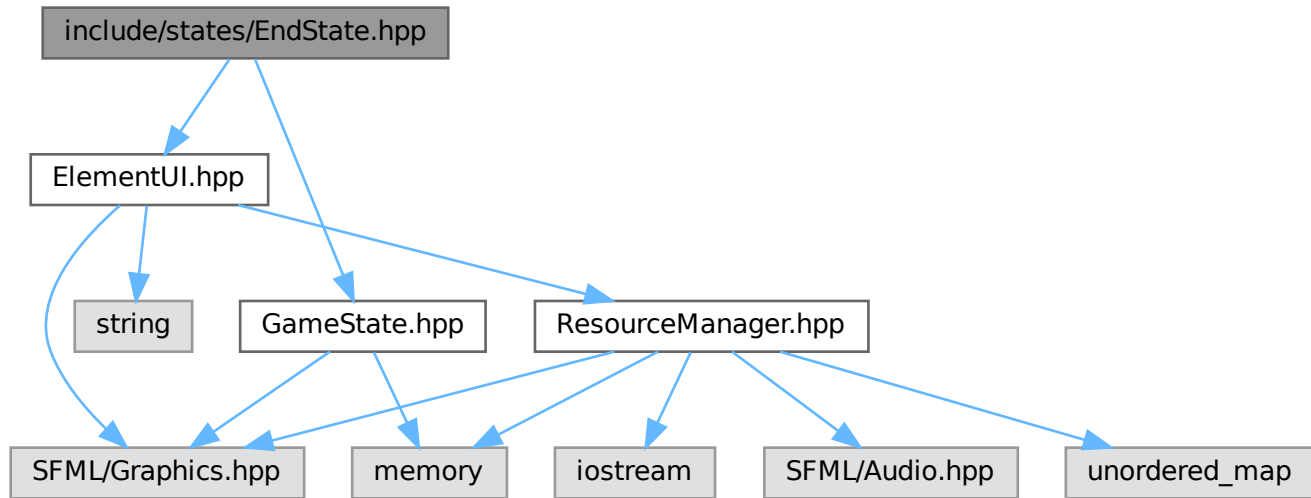 include/states/EndState.hpp
ElementUI.hpp
string
GameState.hpp
ResourceManager.hpp
SFML/Graphics.hpp
memory
iostream
SFML/Audio.hpp
unordered_map